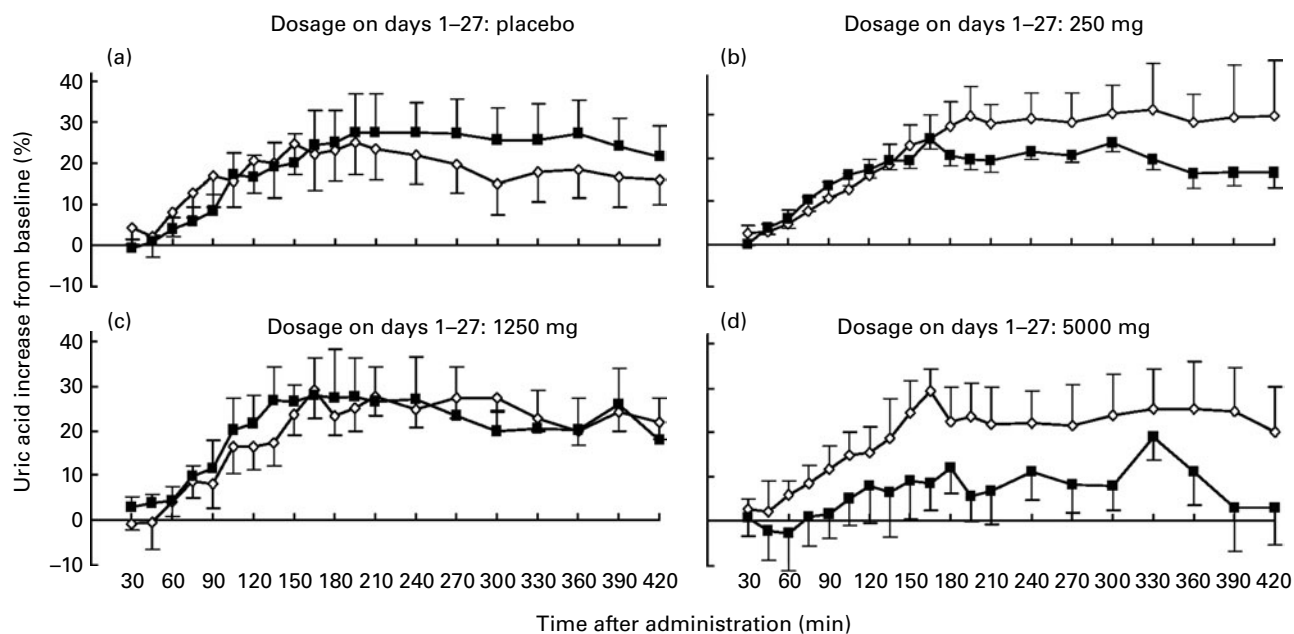 Dosage on days 1–27: placebo
Dosage on days 1–27: 250 mg
(a)
(b)
40
30
20
10
0
–10
Uric acid increase from baseline (%)
(c)
Dosage on days 1–27: 1250 mg
(d)
Dosage on days 1–27: 5000 mg
40
30
20
10
0
–10
30 60 90 120 150 180 210 240 270 300 330 360 390 420
30 60 90 120 150 180 210 240 270 300 330 360 390 420
Time after administration (min)